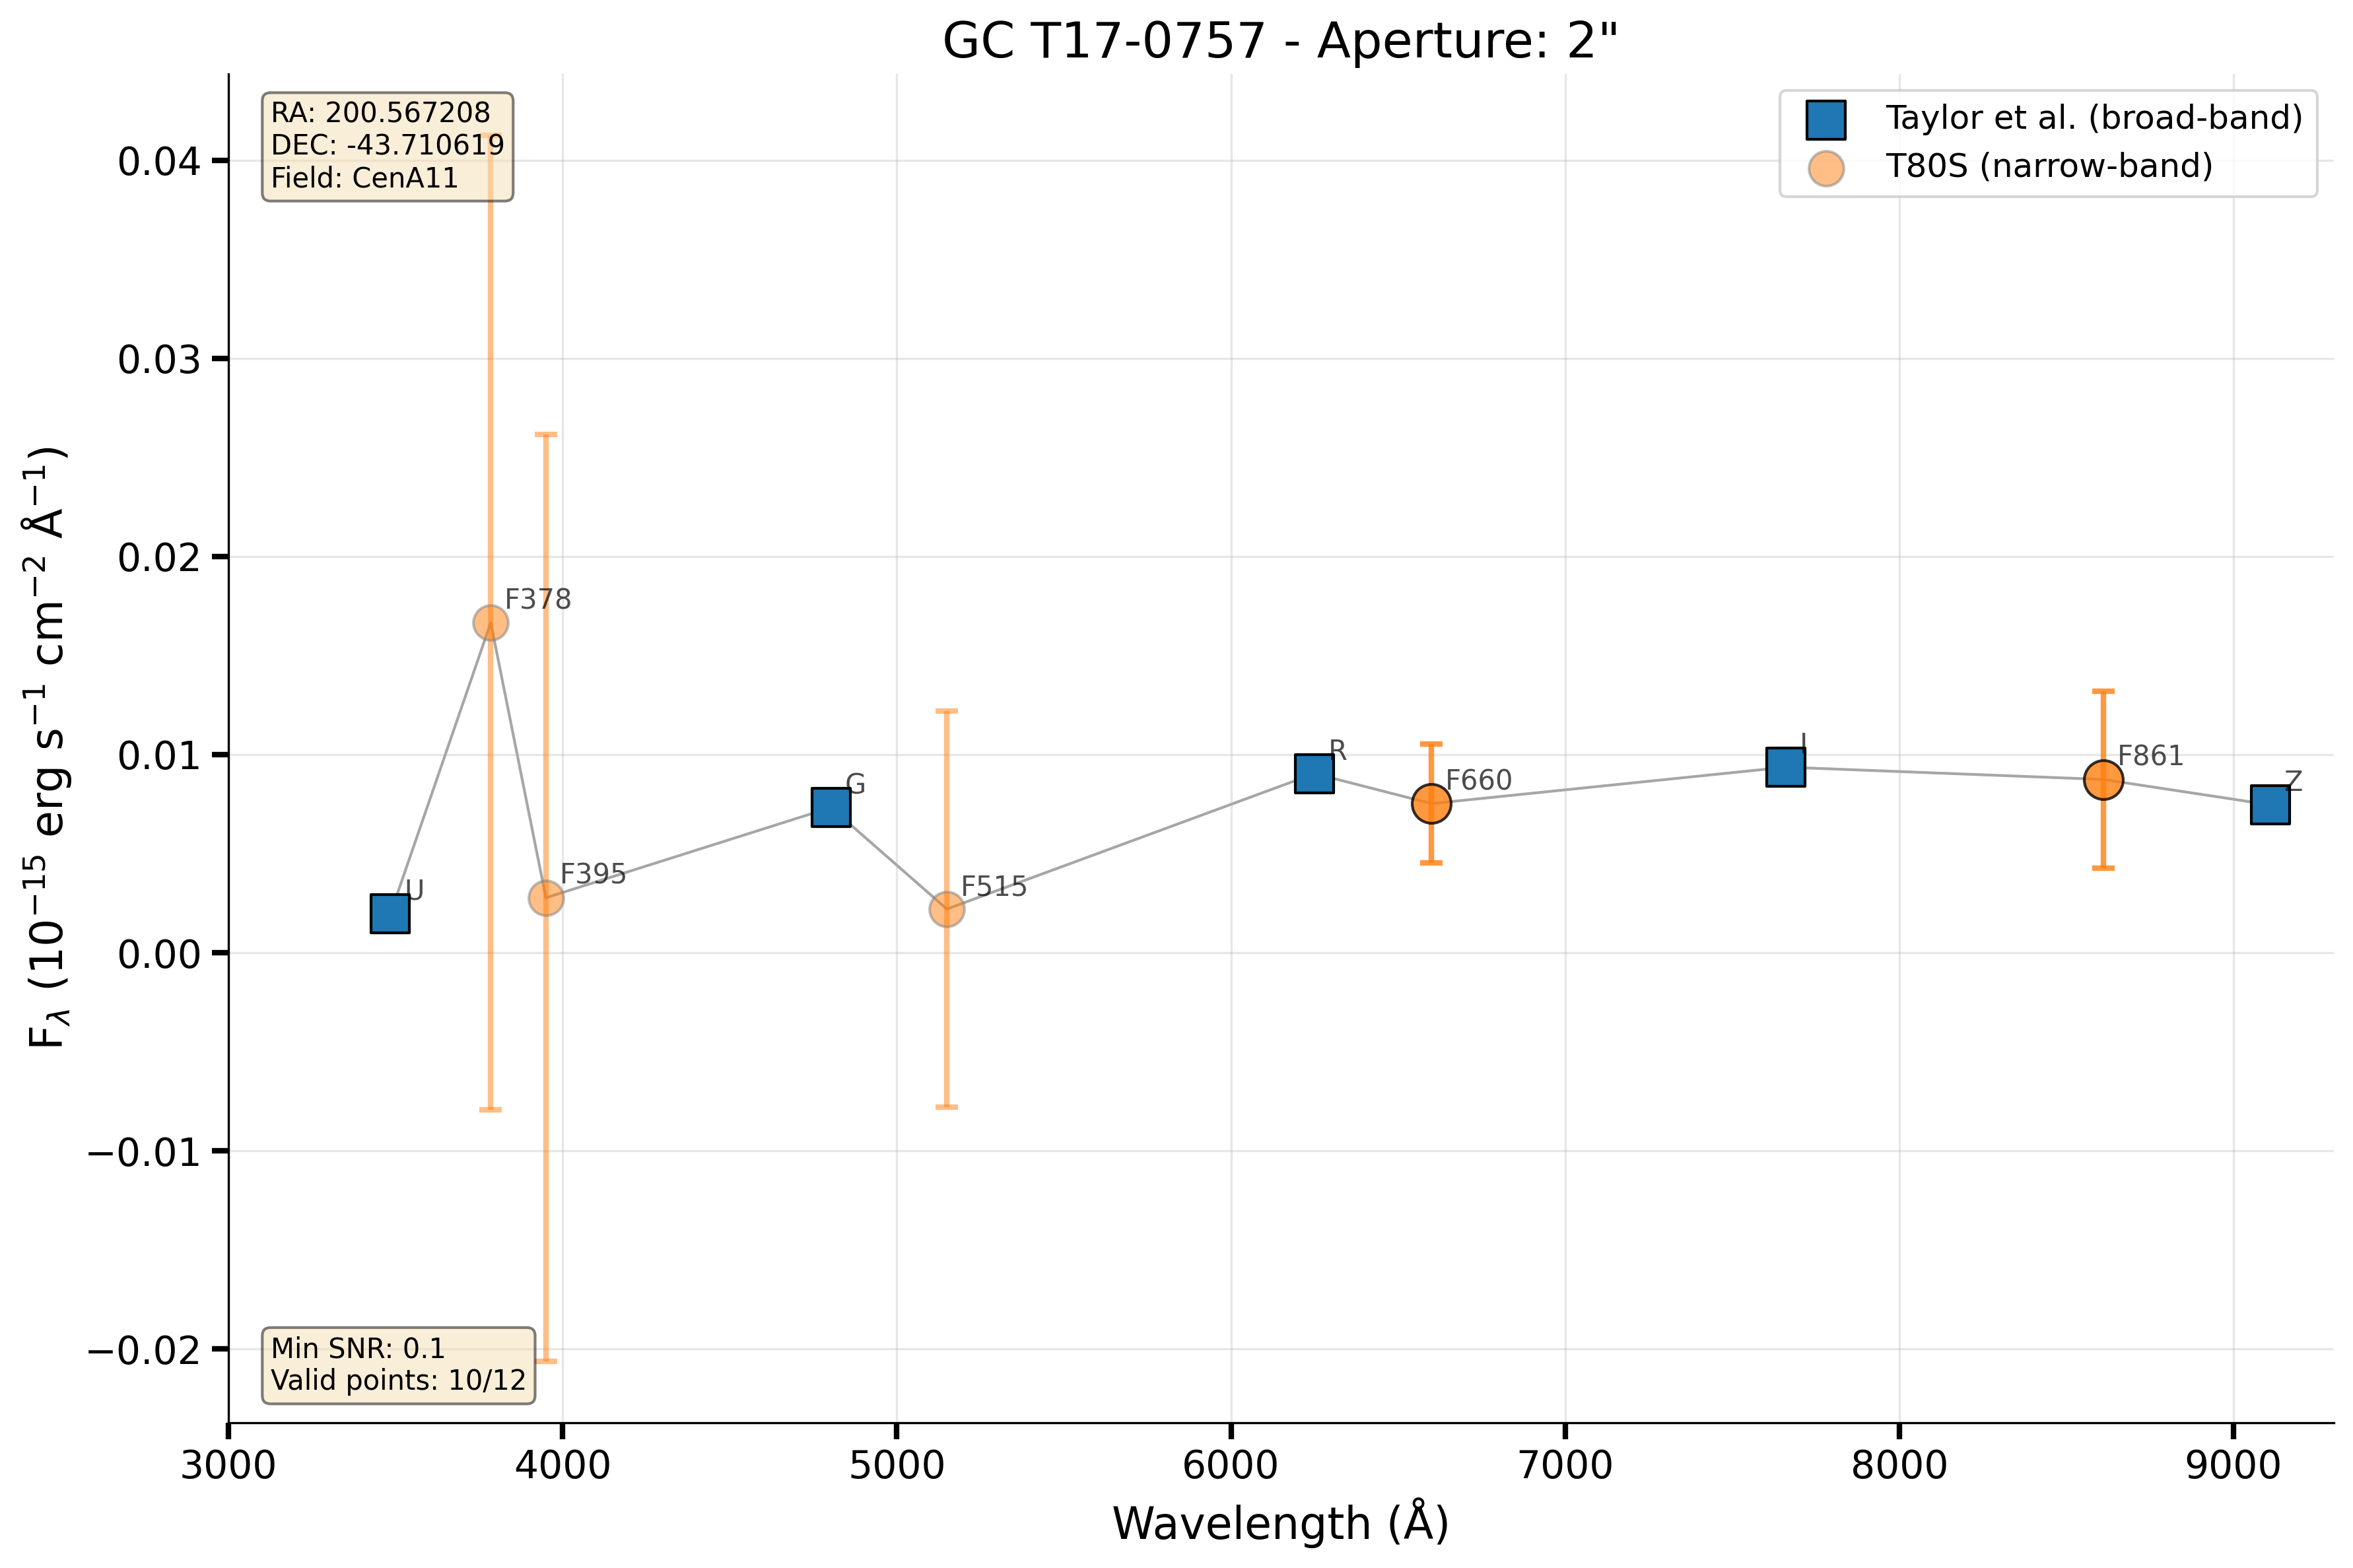 GC T17-0757 - Aperture: 2"
RA: 200.567208
DEC: -43.710619
Field: CenA11
Taylor et al. (broad-band)
T80S (narrow-band)
0.04
0.03
0.02
0.01
0.00
−0.01
−0.02
F$_λ$ (10$^{−15}$ erg s$^{−1}$ cm$^{−2}$ Å$^{−1}$)
U
F378
F395
G
F515
R
F660
I
F861
Z
Min SNR: 0.1
Valid points: 10/12
3000 4000 5000 6000 7000 8000 9000
Wavelength (Å)